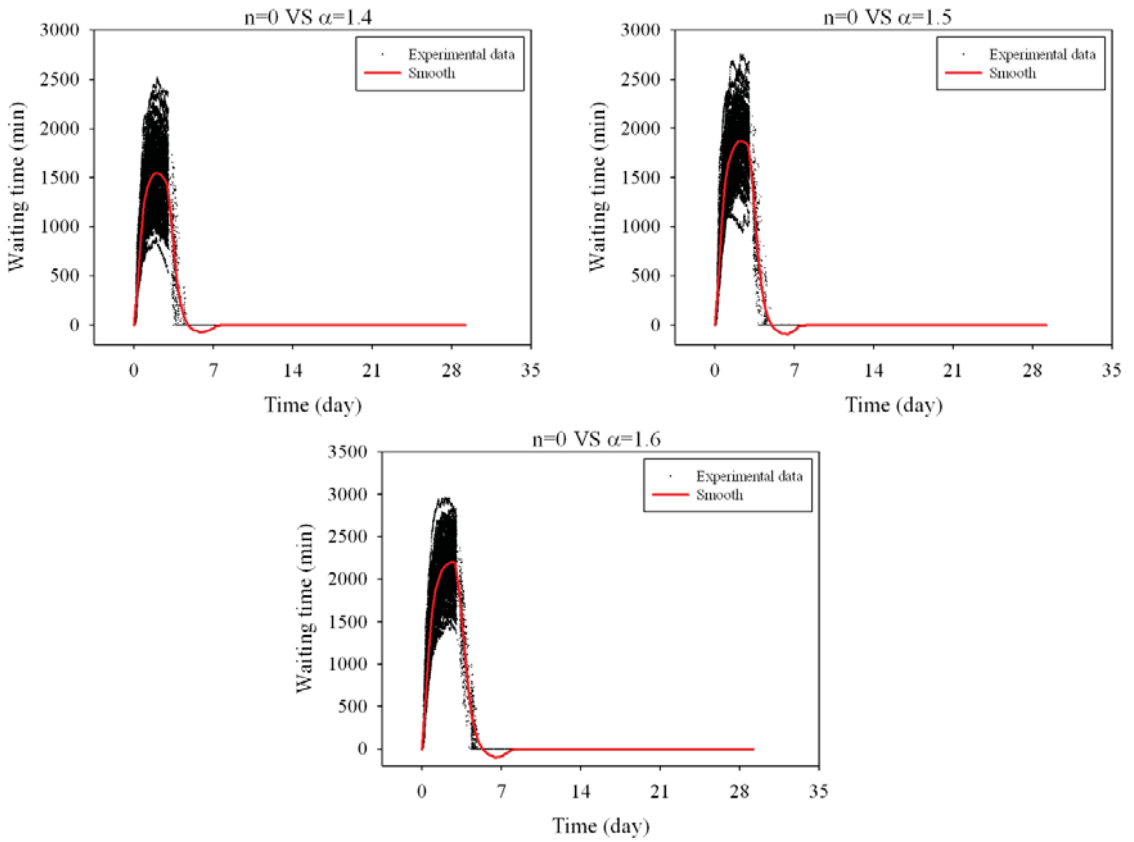 n=0 VS α=1.4
3000
2500
2000
1500
1000
500
0
Waiting time (min)
Experimental data
Smooth
0 7 14 21 28 35
Time (day)
n=0 VS α=1.5
3000
2500
2000
1500
1000
500
0
Waiting time (min)
Experimental data
Smooth
0 7 14 21 28 35
Time (day)
n=0 VS α=1.6
3500
3000
2500
2000
1500
1000
500
0
Waiting time (min)
Experimental data
Smooth
0 7 14 21 28 35
Time (day)